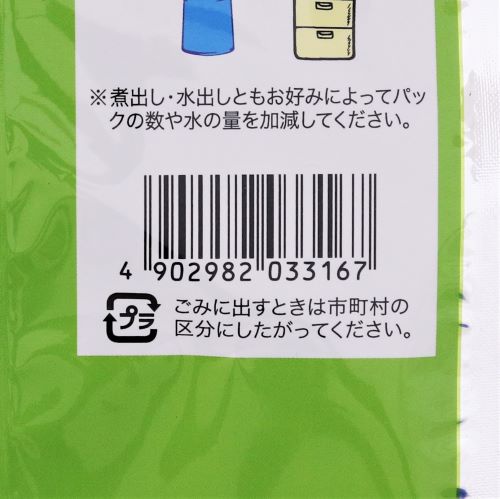 ※煮出し・水出しともお好みによってパッ
クの数や水の量を加減してください。
4 902982 033167
プラ
ごみに出すときは市町村の
区分にしたがってください。